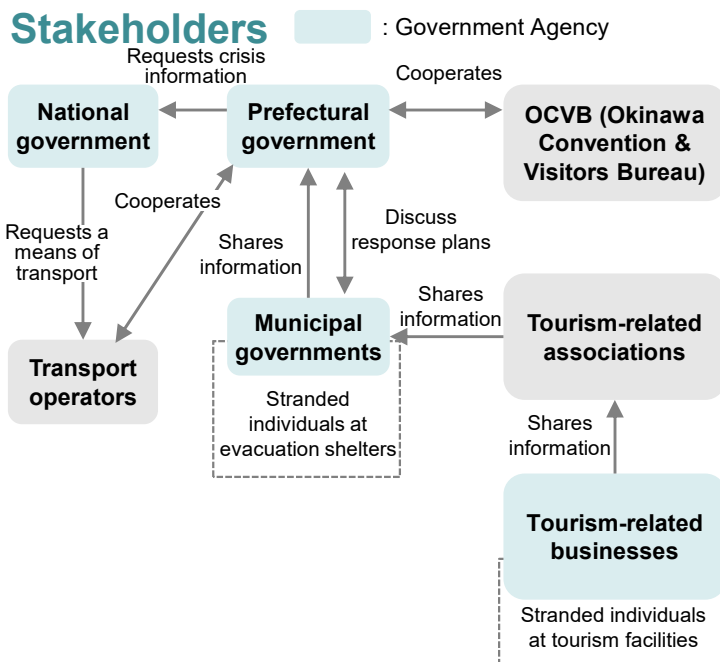 Stakeholders
: Government Agency
Requests crisis
information
Cooperates
National
government
Prefectural
government
OCVB (Okinawa
Convention &
Visitors Bureau)
Cooperates
Requests a
means of
transport
Shares
information
Discuss
response plans
Shares
information
Municipal
governments
Tourism-related
associations
Transport
operators
Stranded
individuals at
evacuation shelters
Shares
information
Tourism-related
businesses
Stranded individuals
at tourism facilities